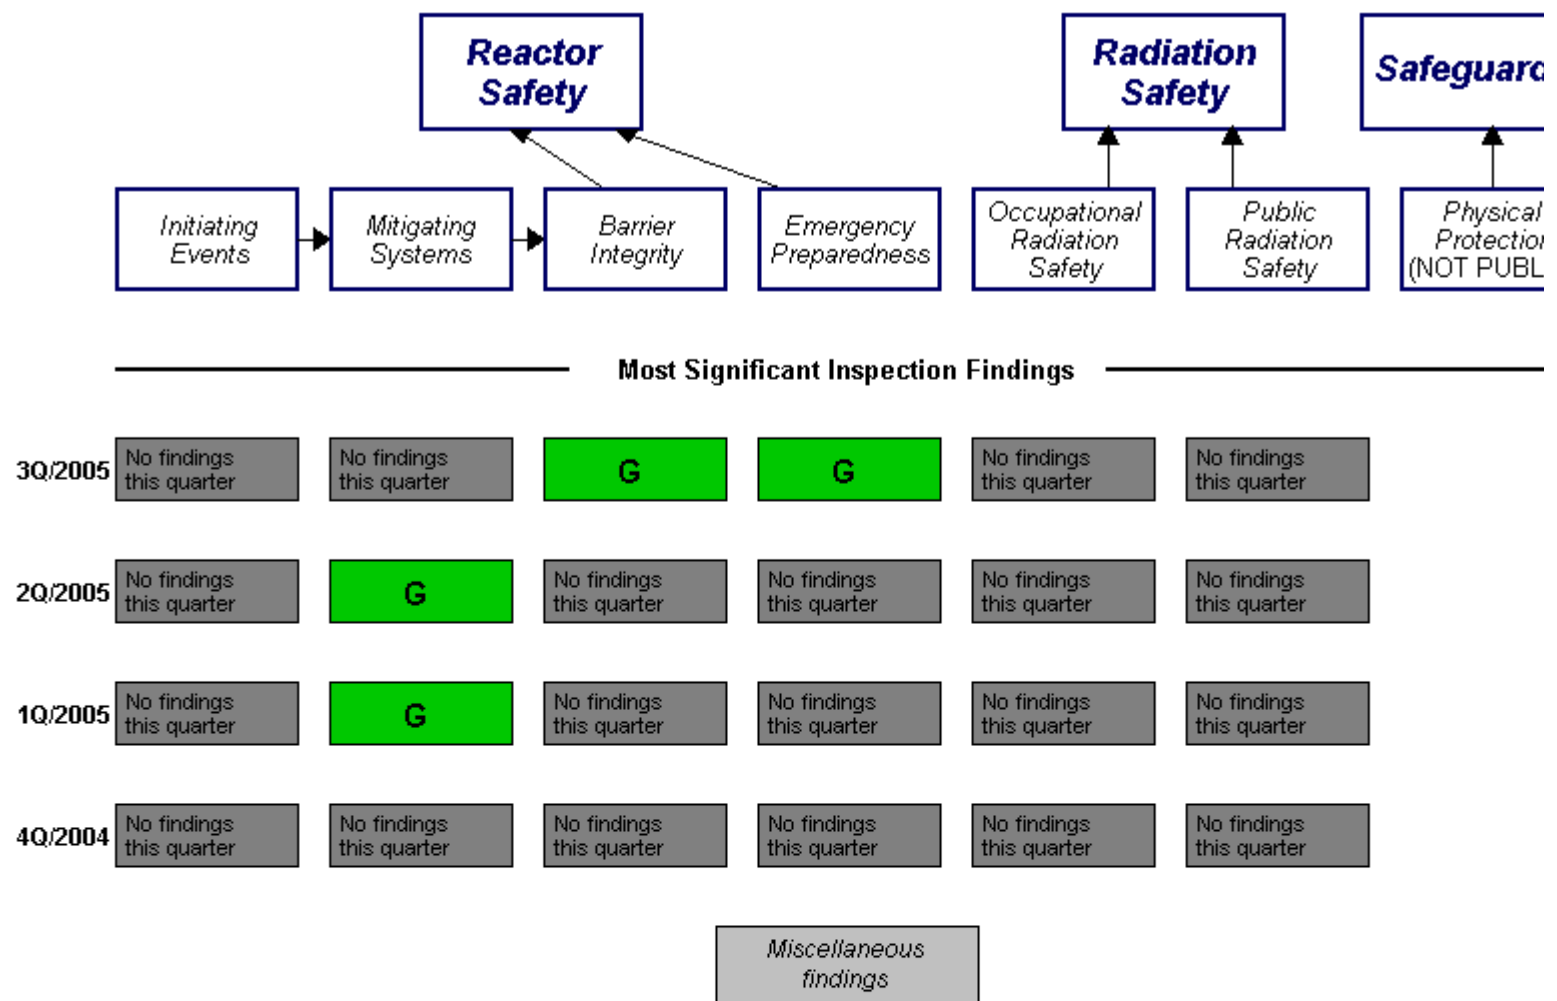 Reactor
Safety
Radiation
Safety
Safeguard
Initiating
Events
Mitigating
Systems
Barrier
Integrity
Emergency
Preparedness
Occupational
Radiation
Safety
Public
Radiation
Safety
Physical
Protection
(NOT PUBL
Most Significant Inspection Findings
3Q/2005
No findings
this quarter
No findings
this quarter
G
G
No findings
this quarter
No findings
this quarter
2Q/2005
No findings
this quarter
G
No findings
this quarter
No findings
this quarter
No findings
this quarter
No findings
this quarter
1Q/2005
No findings
this quarter
G
No findings
this quarter
No findings
this quarter
No findings
this quarter
No findings
this quarter
4Q/2004
No findings
this quarter
No findings
this quarter
No findings
this quarter
No findings
this quarter
No findings
this quarter
No findings
this quarter
Miscellaneous
findings